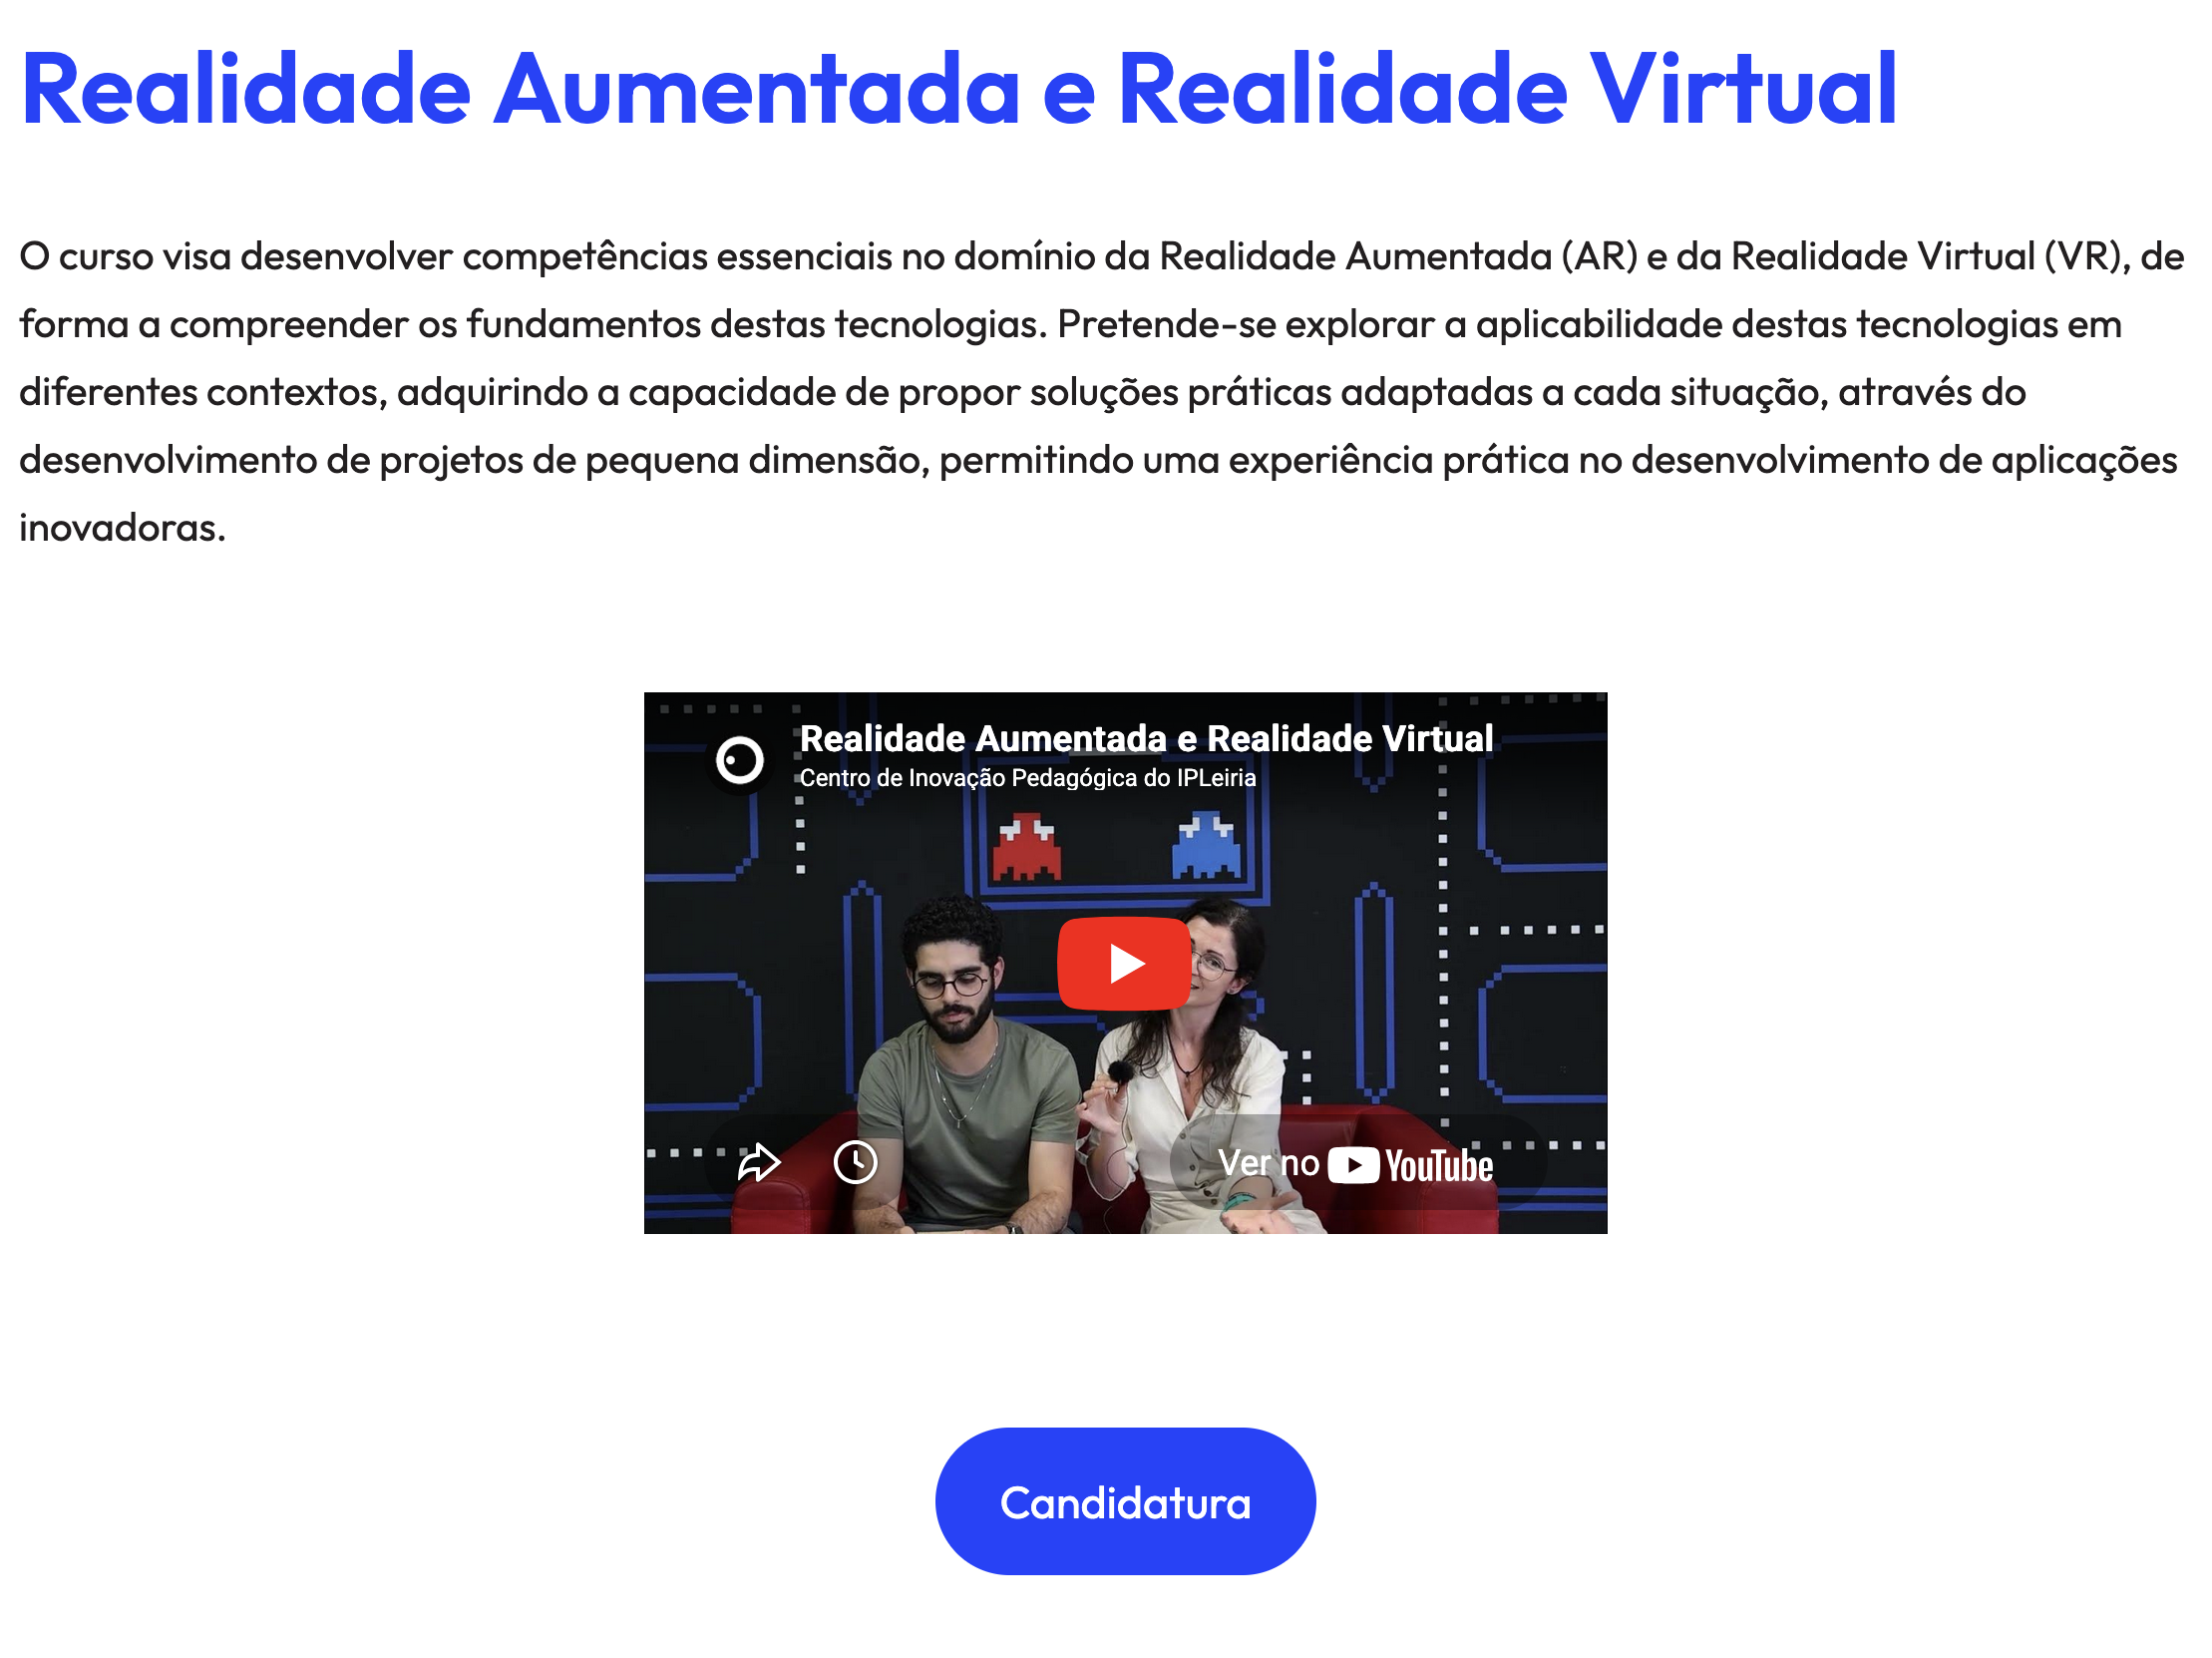 Realidade Aumentada e Realidade Virtual
O curso visa desenvolver competências essenciais no domínio da Realidade Aumentada (AR) e da Realidade Virtual (VR), de
forma a compreender os fundamentos destas tecnologias. Pretende-se explorar a aplicabilidade destas tecnologias em
diferentes contextos, adquirindo a capacidade de propor soluções práticas adaptadas a cada situação, através do
desenvolvimento de projetos de pequena dimensão, permitindo uma experiência prática no desenvolvimento de aplicações
inovadoras.
Realidade Aumentada e Realidade Virtual
Centro de Inovação Pedagógica do IPLeiria
Ver no YouTube
Candidatura